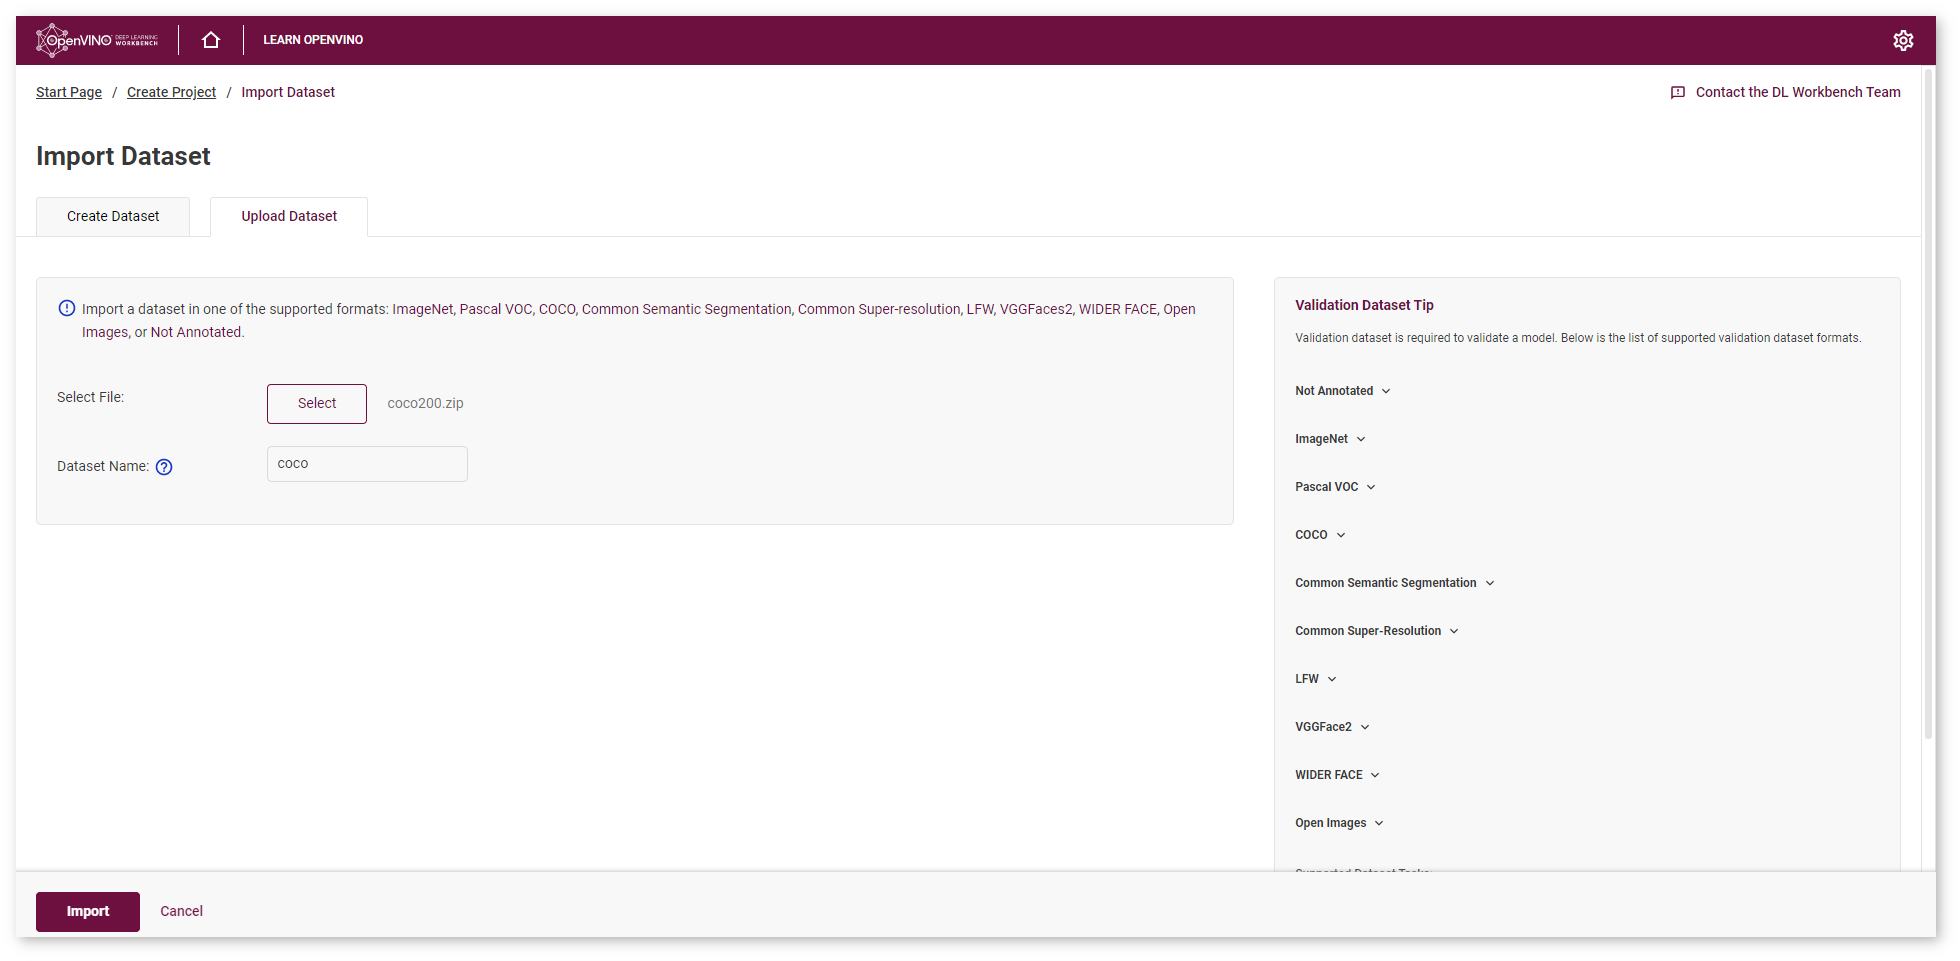 OpenVINO DEEP LEARNING WORKBENCH
LEARN OPENVINO
Start Page / Create Project / Import Dataset
Contact the DL Workbench Team
Import Dataset
Create Dataset
Upload Dataset
Import a dataset in one of the supported formats: ImageNet, Pascal VOC, COCO, Common Semantic Segmentation, Common Super-resolution, LFW, VGGFaces2, WIDER FACE, Open
Images, or Not Annotated.
Select File:
Select
coco200.zip
Dataset Name:
coco
Validation Dataset Tip
Validation dataset is required to validate a model. Below is the list of supported validation dataset formats.
Not Annotated
ImageNet
Pascal VOC
COCO
Common Semantic Segmentation
Common Super-Resolution
LFW
VGGFace2
WIDER FACE
Open Images
Supported Dataset Tasks:
Import
Cancel